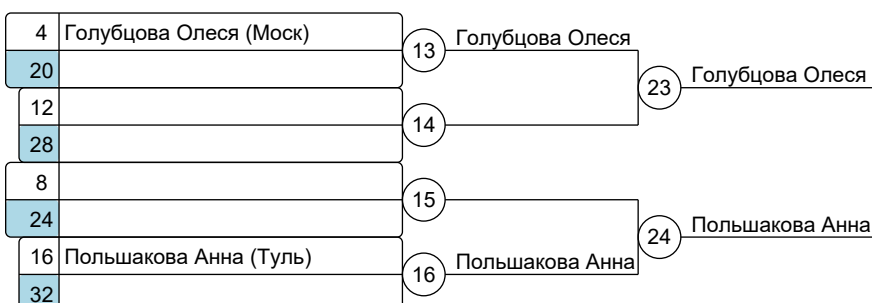 4 Голубцова Олеся (Моск)
13 Голубцова Олеся
20
23 Голубцова Олеся
12
14
28
8
15
24
24 Польшакова Анна
16 Польшакова Анна (Туль)
16 Польшакова Анна
32